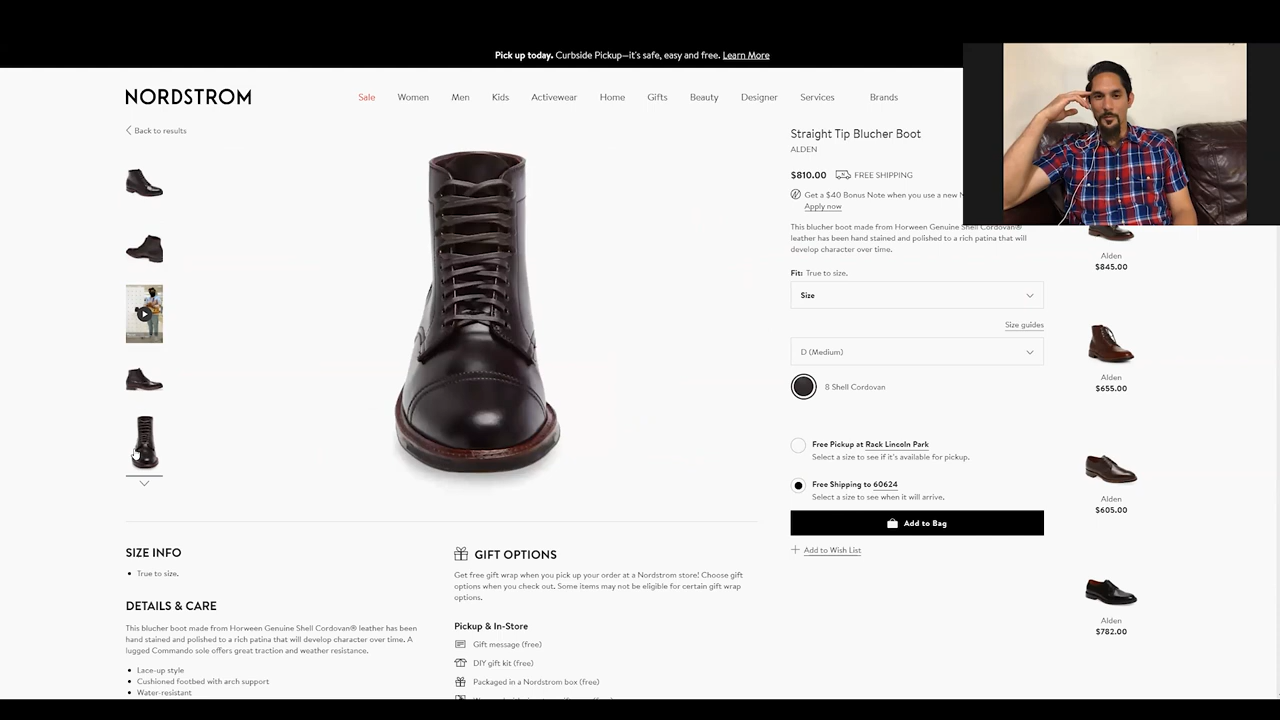 Pick up today. Curbside Pickup—it's safe, easy and free. Learn More
NORDSTROM
Sale
Women
Men
Kids
Activewear
Home
Gifts
Beauty
Designer
Services
Brands
Back to results
Straight Tip Blucher Boot
ALDEN
$810.00
FREE SHIPPING
Get a $40 Bonus Note when you use a new
Apply now
This blucher boot made from Horween Genuine Shell Cordovan®
leather has been hand stained and polished to a rich patina that will
develop character over time.
Fit: True to size.
Size
Size guides
D (Medium)
8 Shell Cordovan
Free Pickup at Rack Lincoln Park
Select a size to see if it's available for pickup.
Free Shipping to 60624
Select a size to see when it will arrive.
Add to Bag
Add to Wish List
Alden
$845.00
Alden
$655.00
Alden
$605.00
Alden
$782.00
SIZE INFO
• True to size.
DETAILS & CARE
This blucher boot made from Horween Genuine Shell Cordovan® leather has been
hand stained and polished to a rich patina that will develop character over time. A
lugged Commando sole offers great traction and weather resistance.
• Lace-up style
• Cushioned footbed with arch support
• Water-resistant
GIFT OPTIONS
Get free gift wrap when you pick up your order at a Nordstrom store! Choose gift
options when you check out. Some items may not be eligible for certain gift wrap
options.
Pickup & In-Store
Gift message (free)
DIY gift kit (free)
Packaged in a Nordstrom box (free)